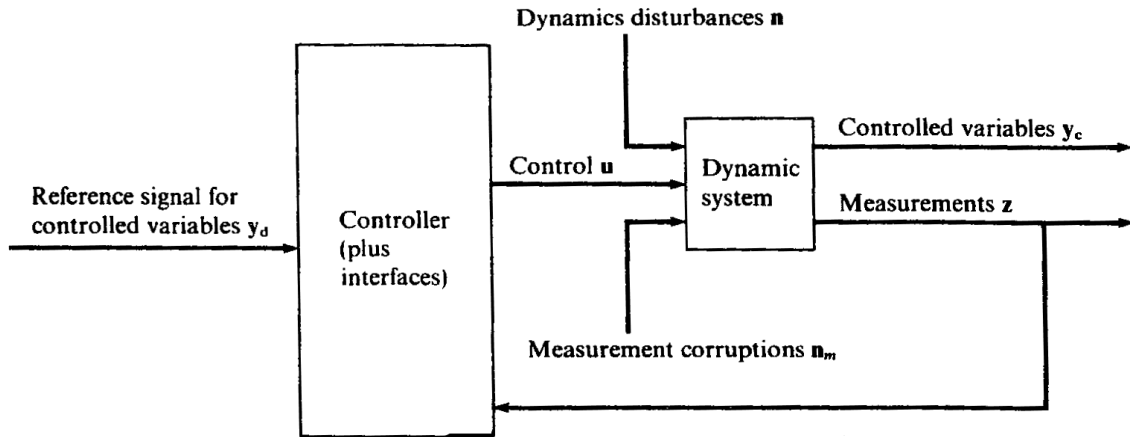 Dynamics disturbances n
Controlled variables y_c
Control u
Dynamic
system
Reference signal for
controlled variables y_d
Measurements z
Controller
(plus
interfaces)
Measurement corruptions n_m